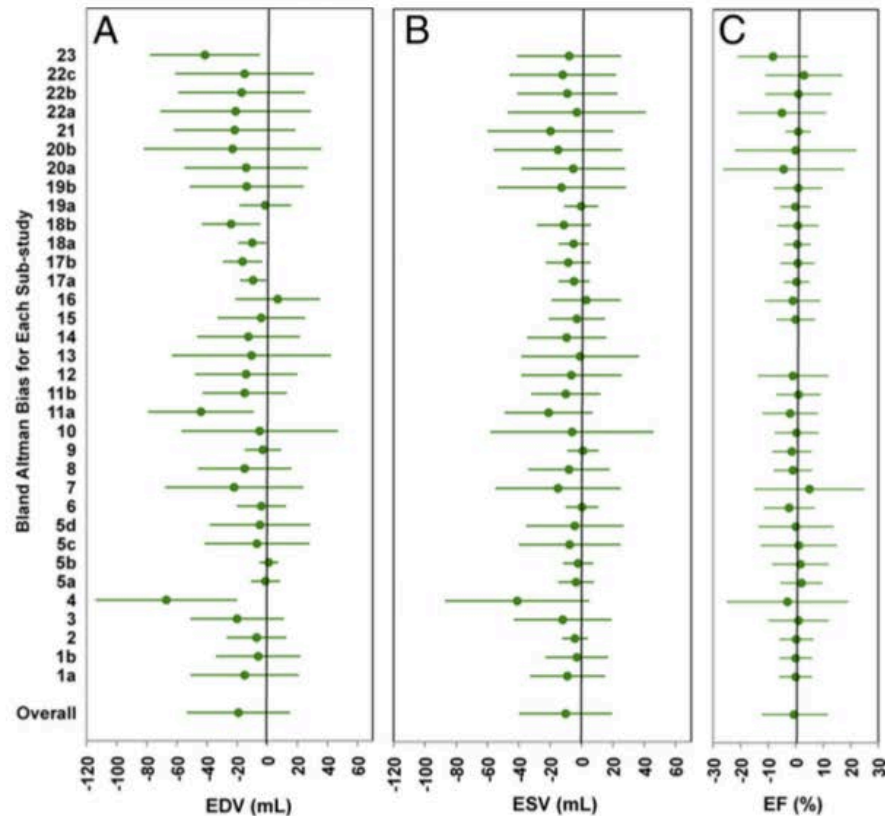 A
B
C
Bland Altman Bias for Each Sub-study
23
22c
22b
22a
21
20b
20a
19b
19a
18b
18a
17b
17a
16
15
14
13
12
11b
11a
10
9
8
7
6
5d
5c
5b
5a
4
3
2
1b
1a
Overall
-120 -100 -80 -60 -40 -20 0 20 40 60
EDV (mL)
-120 -100 -80 -60 -40 -20 0 20 40 60
ESV (mL)
-30 -20 -10 0 10 20 30
EF (%)